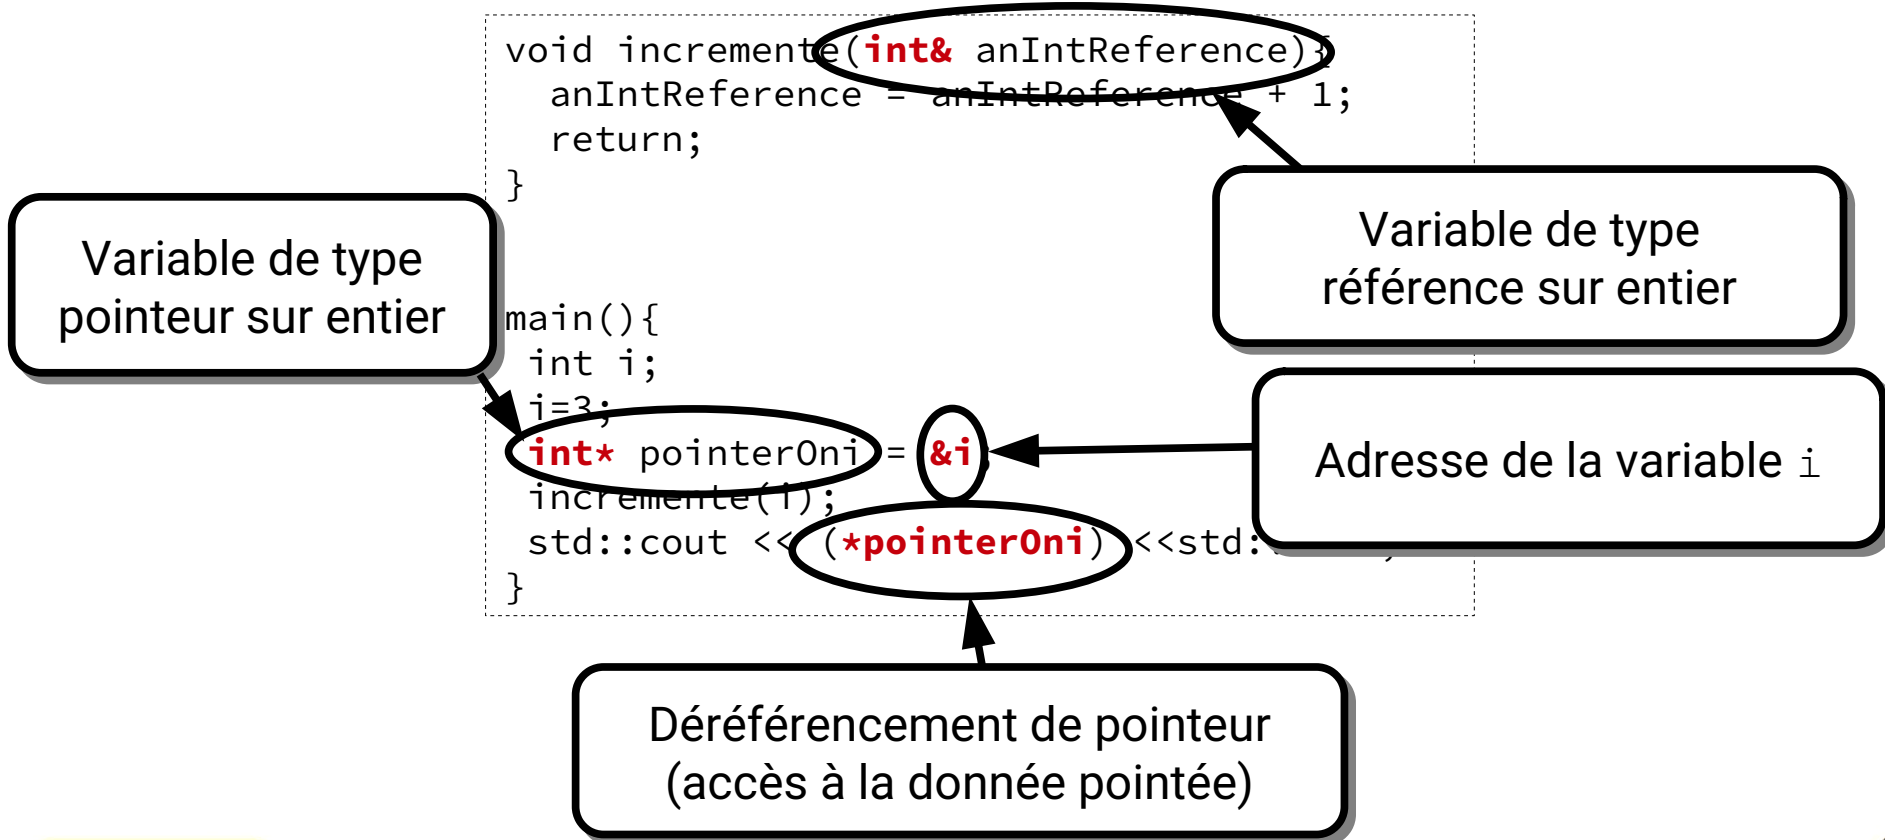 void incremente(int& anIntReference){
anIntReference = anIntReference + 1;
return;
}
Variable de type
référence sur entier
Variable de type
pointeur sur entier
main(){
int i;
i=3;
int* pointerOni = &i;
incremente(i);
std::cout << (*pointerOni) <<std:
}
Adresse de la variable i
Déréférencement de pointeur
(accès à la donnée pointée)